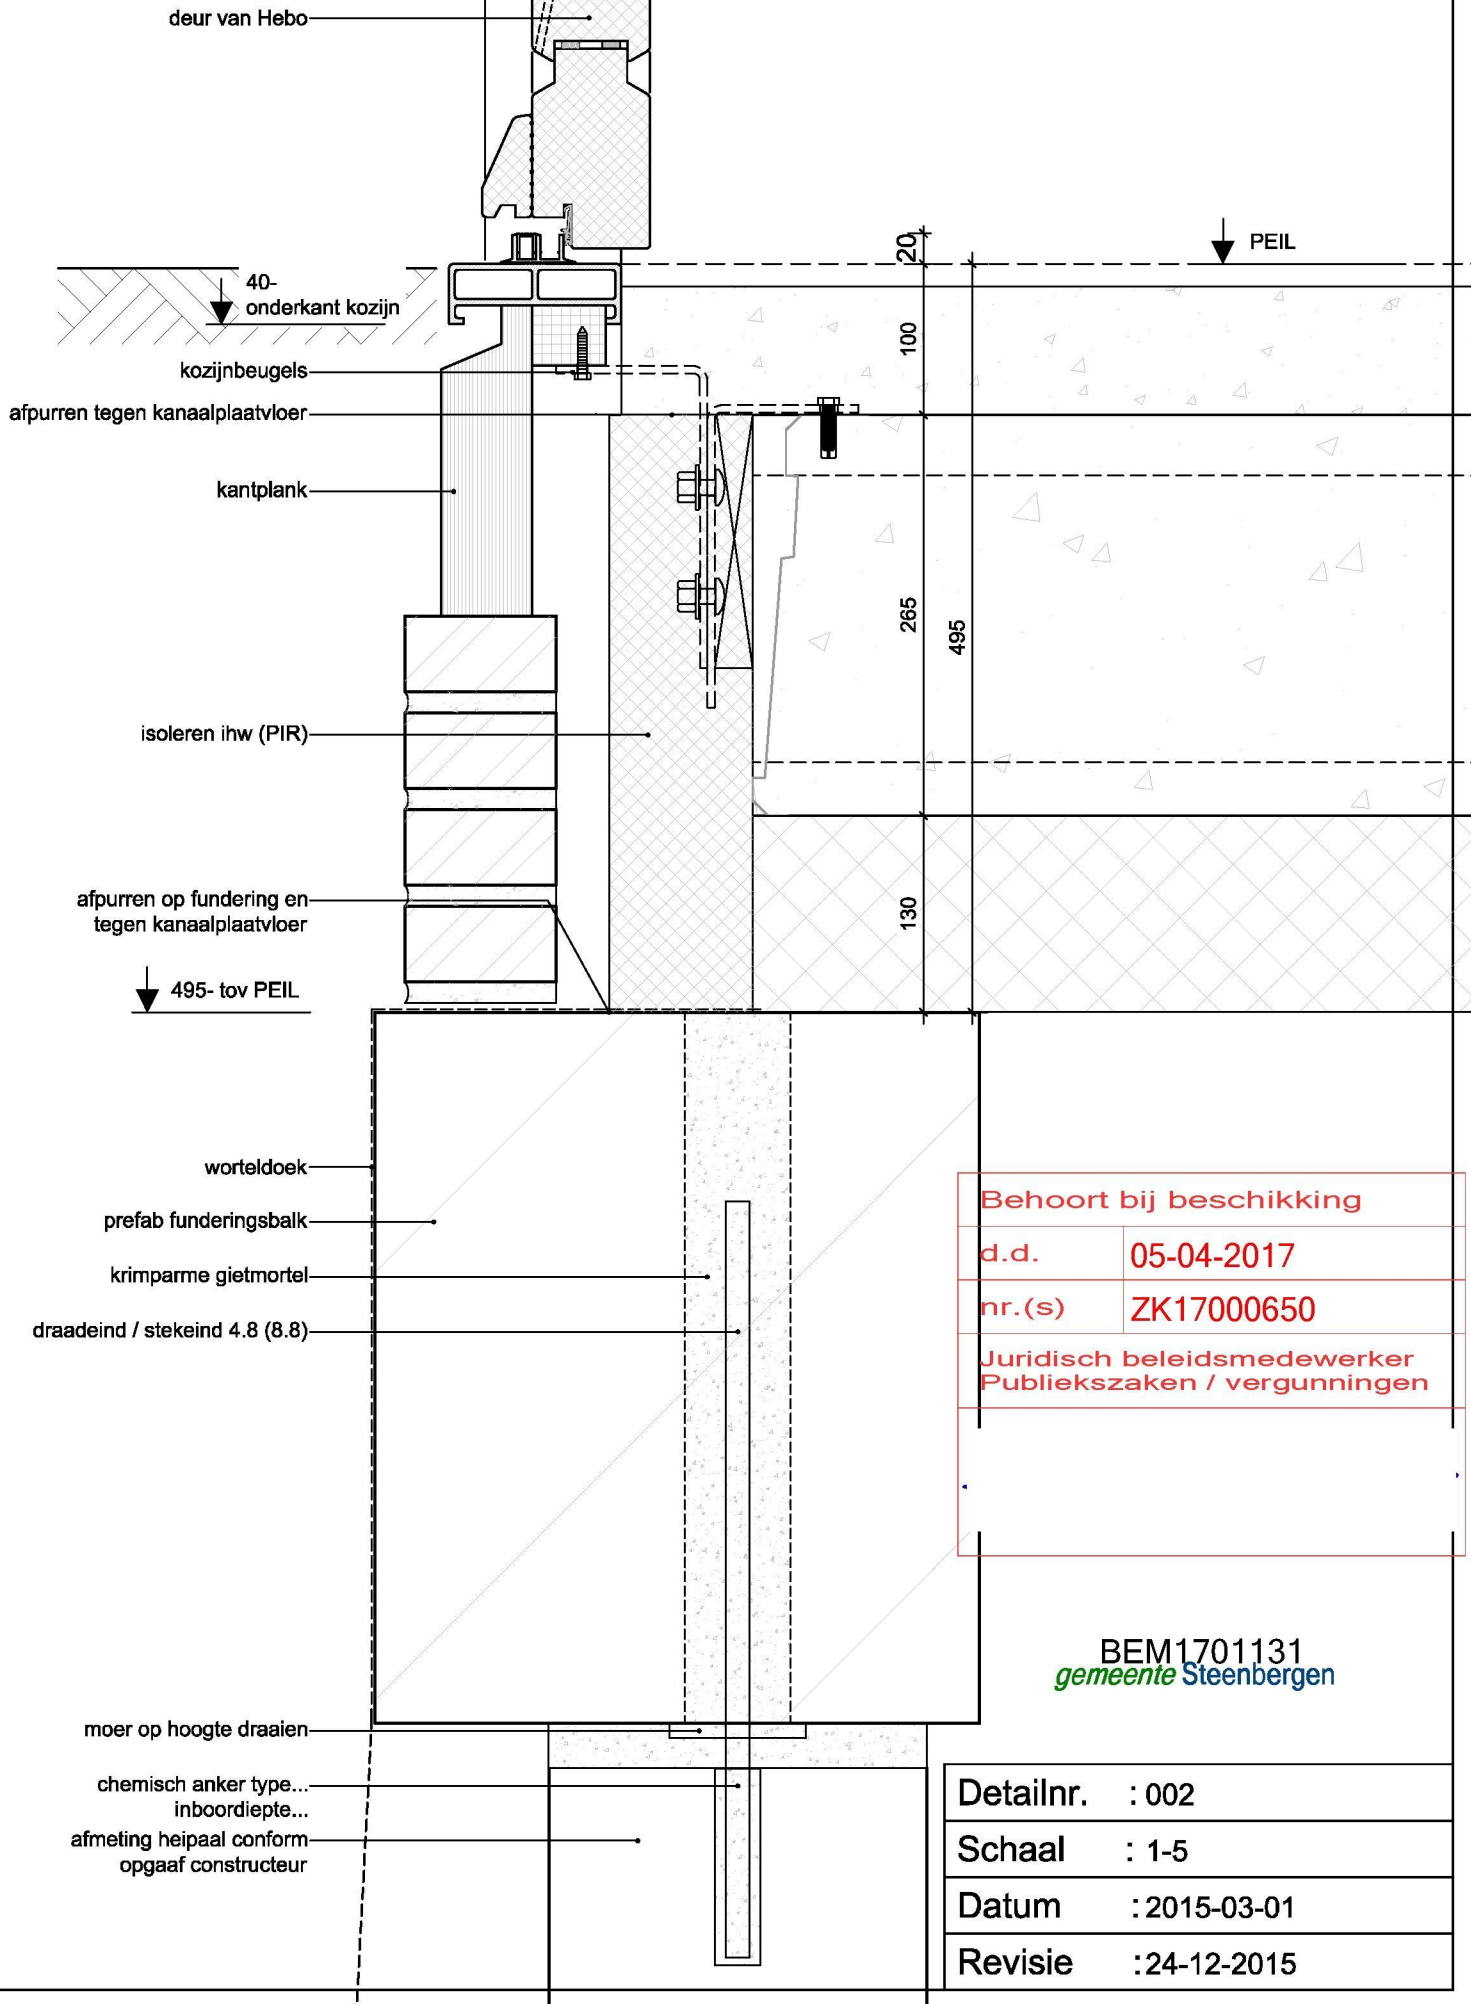 deur van Hebo
20
PEIL
40-
onderkant kozijn
100
kozijnbeugels
afpurren tegen kanaalplaatvloer
kantplank
265
495
isoleren ihw (PIR)
afpurren op fundering en
tegen kanaalplaatvloer
130
495- tov PEIL
worteldoek
prefab funderingsbalk
krimparme gietmortel
draadeind / stekeind 4.8 (8.8)
Behoort bij beschikking
d.d. 05-04-2017
nr.(s) ZK17000650
Juridisch beleidsmedewerker
Publiekszaken / vergunningen
BEM1701131
gemeente Steenbergen
moer op hoogte draaien
chemisch anker type...
inboordiepte...
afmeting heipaal conform
opgaaf constructeur
Detailnr. : 002
Schaal : 1-5
Datum : 2015-03-01
Revisie : 24-12-2015